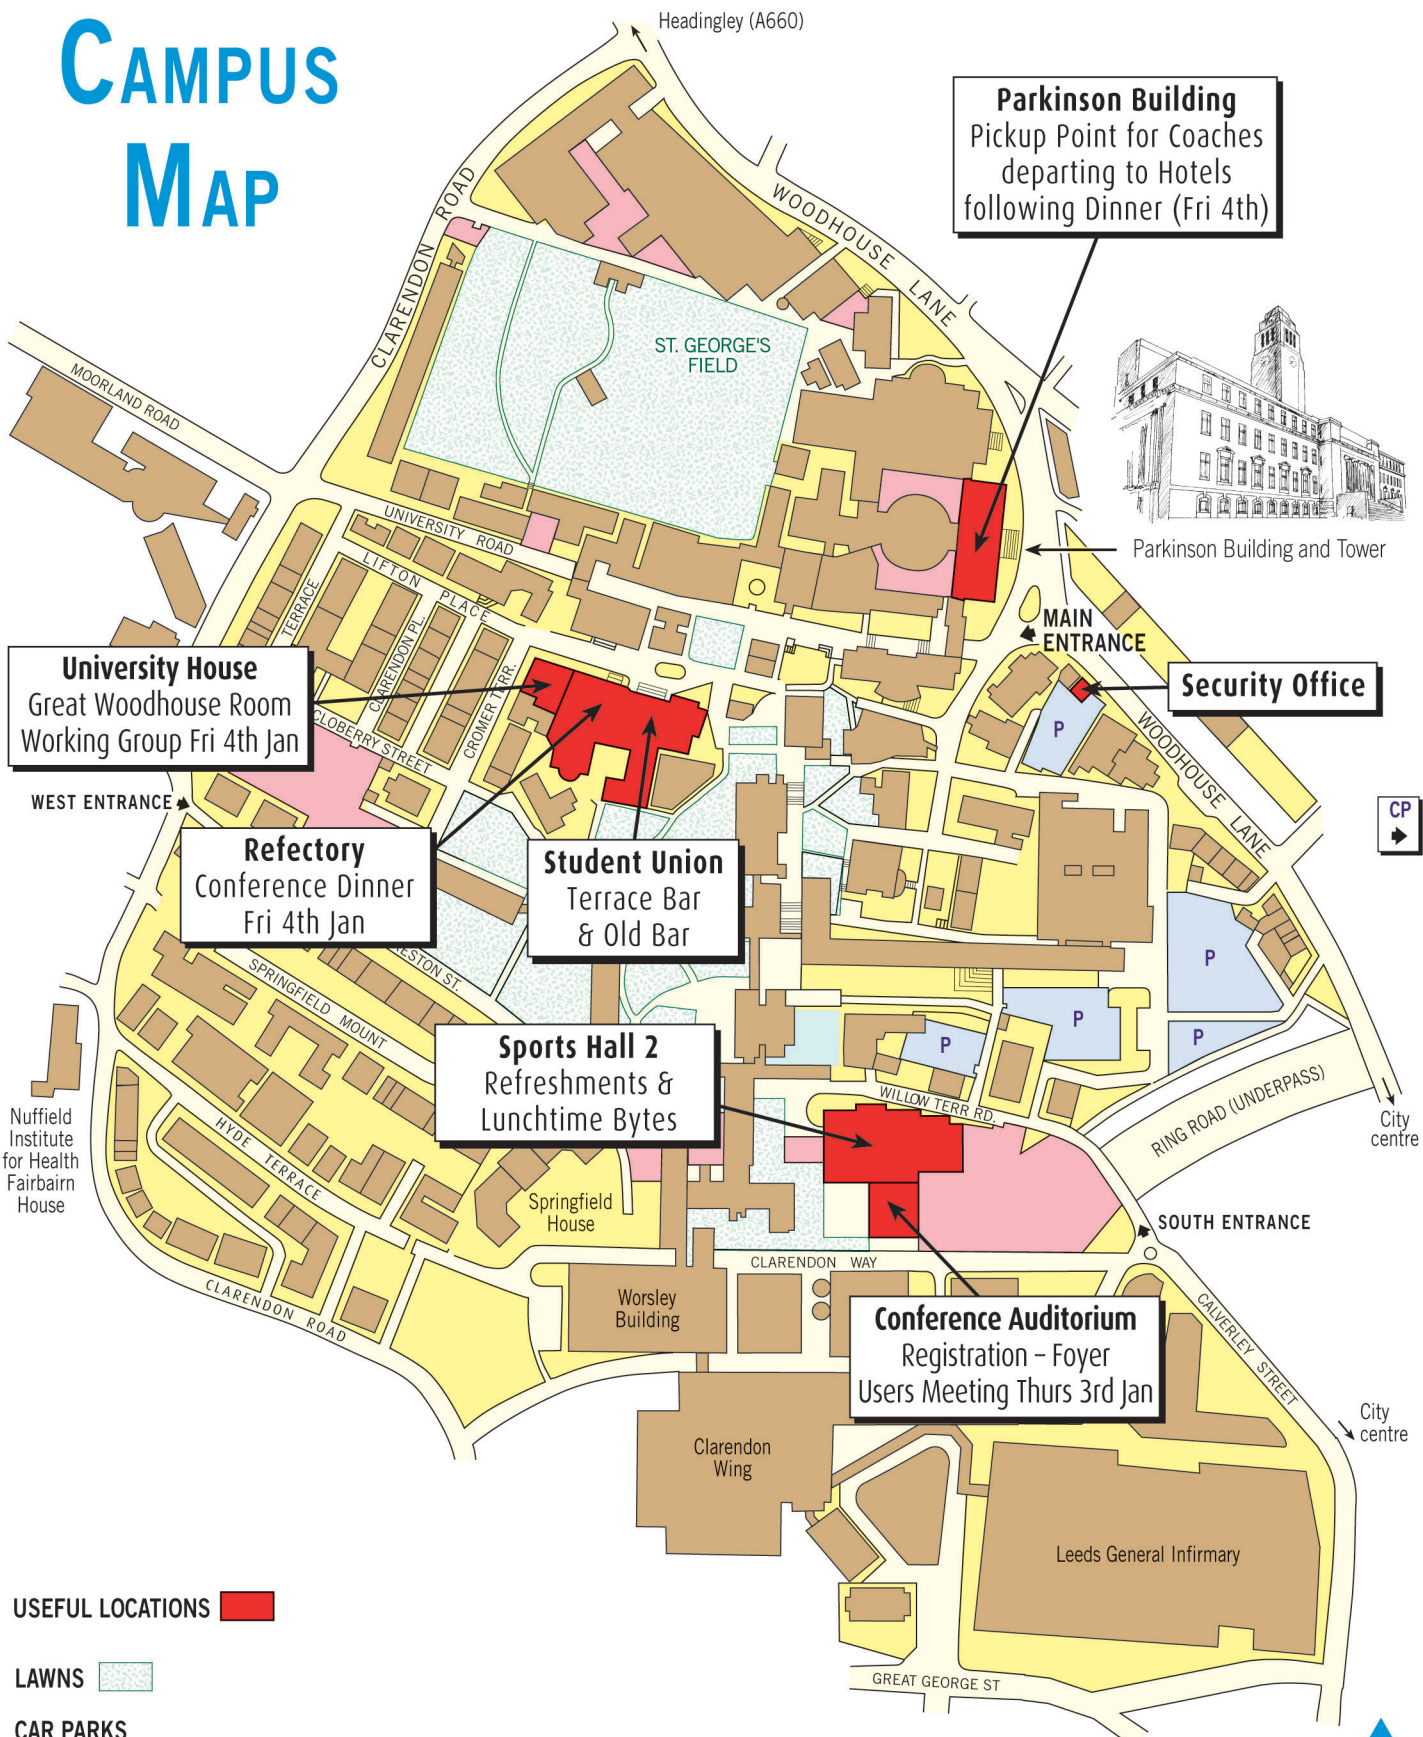 CAMPUS
MAP
Headingley (A660)
Parkinson Building
Pickup Point for Coaches
departing to Hotels
following Dinner (Fri 4th)
WOODHOUSE LANE
CLARENDON ROAD
ST. GEORGE'S
FIELD
MOORLAND ROAD
UNIVERSITY ROAD
LIFTON PLACE
TERRACE
CLARENDON PL.
CROMER TERR.
CLOBERRY STREET
Parkinson Building and Tower
MAIN
ENTRANCE
University House
Great Woodhouse Room
Working Group Fri 4th Jan
Security Office
P
WOODHOUSE LANE
WEST ENTRANCE
CP
Refectory
Conference Dinner
Fri 4th Jan
Student Union
Terrace Bar
& Old Bar
ESTON ST.
SPRINGFIELD MOUNT
P
P
P
P
Sports Hall 2
Refreshments &
Lunchtime Bytes
WILLOW TERR RD.
RING ROAD (UNDERPASS)
City
centre
Nuffield
Institute
for Health
Fairbairn
House
HYDE TERRACE
Springfield
House
SOUTH ENTRANCE
CLARENDON WAY
CLARENDON ROAD
Worsley
Building
Conference Auditorium
Registration – Foyer
Users Meeting Thurs 3rd Jan
CALVERLEY STREET
City
centre
Clarendon
Wing
Leeds General Infirmary
USEFUL LOCATIONS
LAWNS
GREAT GEORGE ST
CAR PARKS